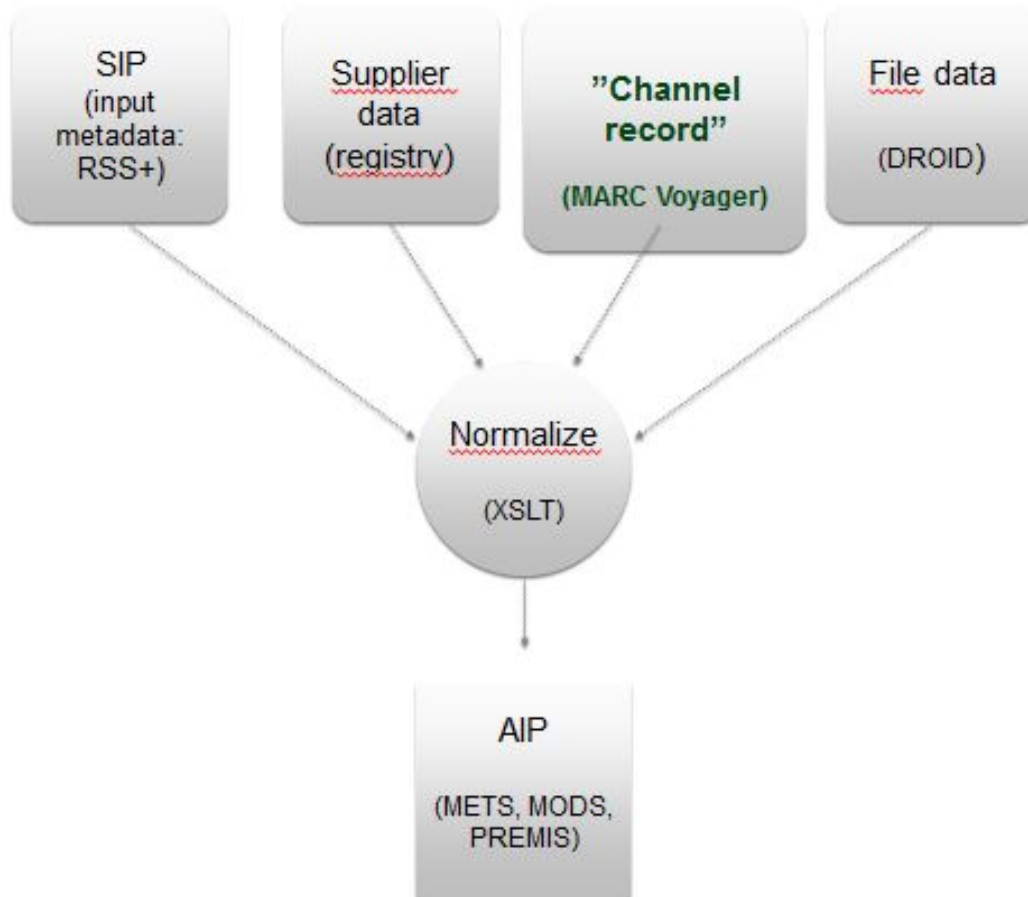 SIP
(input
metadata:
RSS+)
Supplier
data
(registry)
”Channel
record”
(MARC Voyager)
File data
(DROID)
Normalize
(XSLT)
AIP
(METS, MODS,
PREMIS)